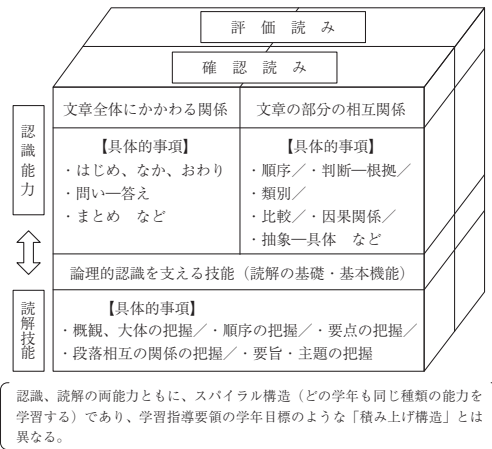 評価読み
確認読み
文章全体にかかわる関係
文章の部分の相互関係
認識能力
【具体的事項】
・はじめ、なか、おわり
・問い―答え
・まとめ　など
【具体的事項】
・順序／・判断―根拠／
・類別／
・比較／・因果関係／
・抽象―具体　など
論理的認識を支える技能（読解の基礎・基本機能）
読解技能
【具体的事項】
・概観、大体の把握／・順序の把握／・要点の把握／
・段落相互の関係の把握／・要旨・主題の把握
認識、読解の両能力ともに、スパイラル構造（どの学年も同じ種類の能力を
学習する）であり、学習指導要領の学年目標のような「積み上げ構造」とは
異なる。